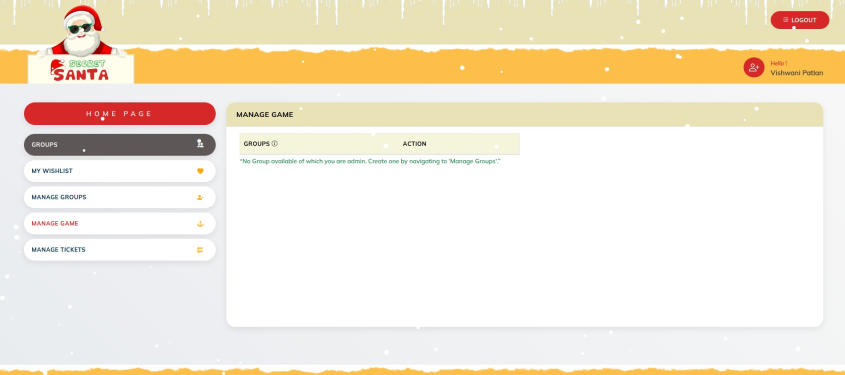 LOGOUT
SECRET
SANTA
Hello !
Vishwani Patlan
HOME PAGE
GROUPS
MY WISHLIST
MANAGE GROUPS
MANAGE GAME
MANAGE TICKETS
MANAGE GAME
GROUPS ACTION
"No Group available of which you are admin. Create one by navigating to 'Manage Groups'."